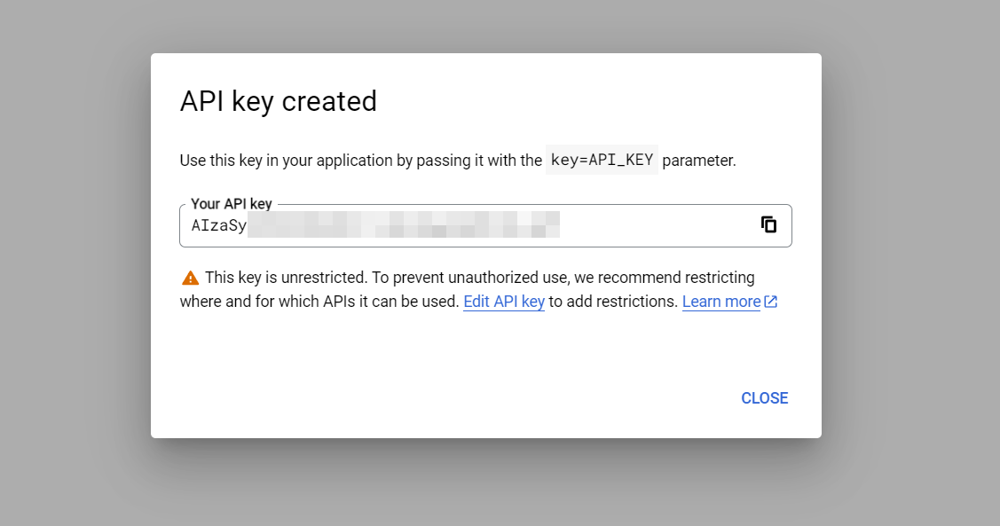 API key created
Use this key in your application by passing it with the key=API_KEY parameter.
Your API key
AIzaSy
This key is unrestricted. To prevent unauthorized use, we recommend restricting
where and for which APIs it can be used. Edit API key to add restrictions. Learn more
CLOSE